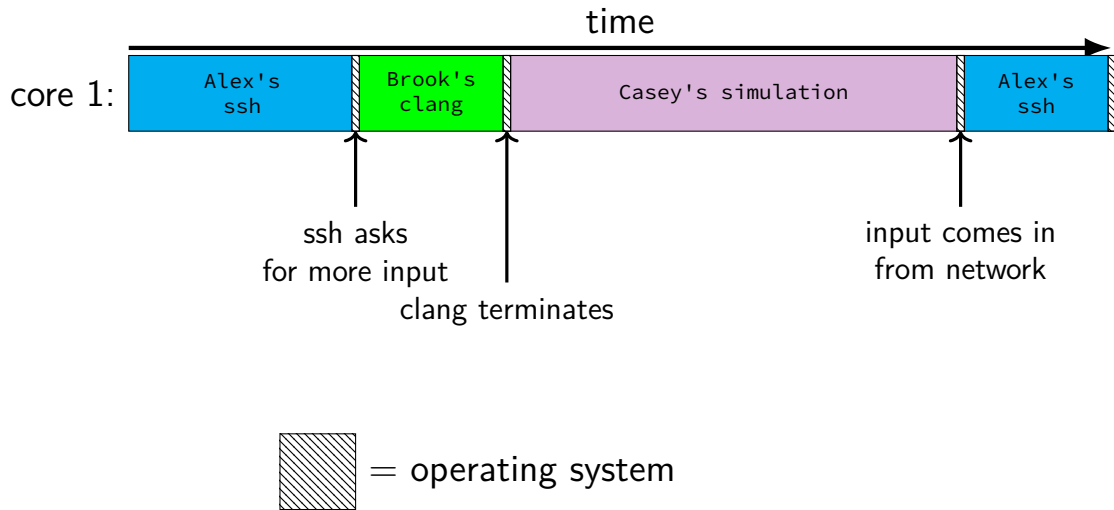 time
core 1:
Alex's
ssh
Brook's
clang
Casey's simulation
Alex's
ssh
ssh asks
for more input
clang terminates
input comes in
from network
= operating system